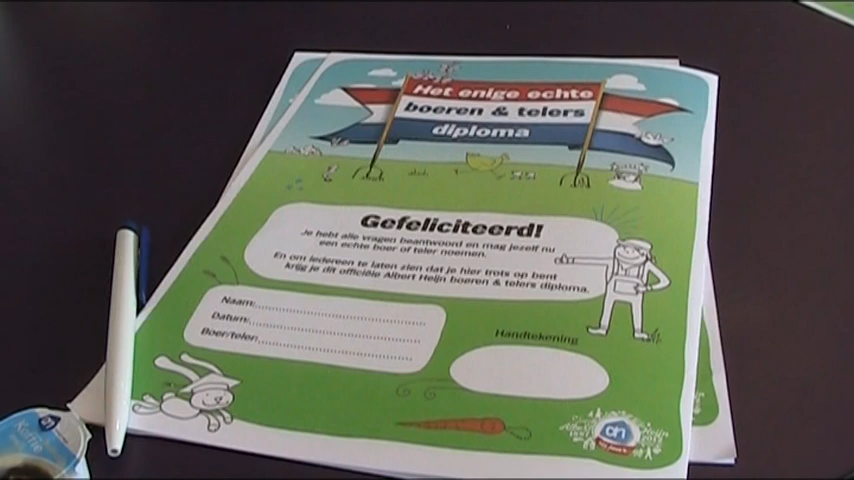 Het enige echte
boeren & telers
diploma
Gefeliciteerd!
Je hebt alle vragen beantwoord en mag jezelf nu
een echte boer of teler noemen.
En om iedereen te laten zien dat je hier trots op bent
krijg je dit officiële Albert Heijn boeren & telers diploma.
Naam:
Datum:
Boer/teler:
Handtekening
ah